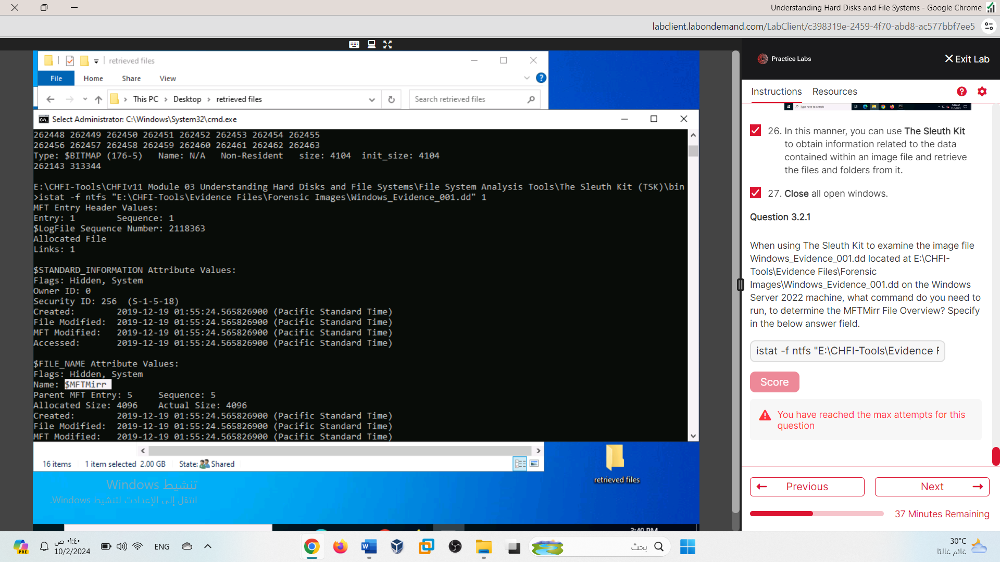 Understanding Hard Disks and File Systems - Google Chrome
labclient.labondemand.com/LabClient/c398319e-2459-4f70-abd8-ac577bbf7ee5
retrieved files
File Home Share View
This PC > Desktop > retrieved files
Search retrieved files
Select Administrator: C:\Windows\System32\cmd.exe
262448 262449 262450 262451 262452 262453 262454 262455
262456 262457 262458 262459 262460 262461 262462 262463
Type: $BITMAP (176-5)   Name: N/A   Non-Resident   size: 4104  init_size: 4104
262143 313344
E:\CHFI-Tools\CHFIv11 Module 03 Understanding Hard Disks and File Systems\File System Analysis Tools\The Sleuth Kit (TSK)\bin
>istat -f ntfs "E:\CHFI-Tools\Evidence Files\Forensic Images\Windows_Evidence_001.dd" 1
MFT Entry Header Values:
Entry: 1        Sequence: 1
$LogFile Sequence Number: 2118363
Allocated File
Links: 1
$STANDARD_INFORMATION Attribute Values:
Flags: Hidden, System
Owner ID: 0
Security ID: 256  (S-1-5-18)
Created:        2019-12-19 01:55:24.565826900 (Pacific Standard Time)
File Modified:  2019-12-19 01:55:24.565826900 (Pacific Standard Time)
MFT Modified:   2019-12-19 01:55:24.565826900 (Pacific Standard Time)
Accessed:       2019-12-19 01:55:24.565826900 (Pacific Standard Time)
$FILE_NAME Attribute Values:
Flags: Hidden, System
Name: $MFTMirr
Parent MFT Entry: 5     Sequence: 5
Allocated Size: 4096    Actual Size: 4096
Created:        2019-12-19 01:55:24.565826900 (Pacific Standard Time)
File Modified:  2019-12-19 01:55:24.565826900 (Pacific Standard Time)
MFT Modified:   2019-12-19 01:55:24.565826900 (Pacific Standard Time)
16 items 1 item selected 2.00 GB State: Shared
retrieved files
تنشيط Windows
انتقل إلى الإعدادت لتنشيط Windows.
3:40 PM
Practice Labs
Exit Lab
Instructions Resources
Type here to search
26. In this manner, you can use The Sleuth Kit
to obtain information related to the data
contained within an image file and retrieve
the files and folders from it.
27. Close all open windows.
Question 3.2.1
When using The Sleuth Kit to examine the image file
Windows_Evidence_001.dd located at E:\CHFI-
Tools\Evidence Files\Forensic
Images\Windows_Evidence_001.dd on the Windows
Server 2022 machine, what command do you need to
run, to determine the MFTMirr File Overview? Specify
in the below answer field.
istat -f ntfs "E:\CHFI-Tools\Evidence F
Score
You have reached the max attempts for this
question
Previous
Next
37 Minutes Remaining
PRE
٠١:٤٠ ص
10/2/2024
ENG
بحث
30°C
غائم غالبًا